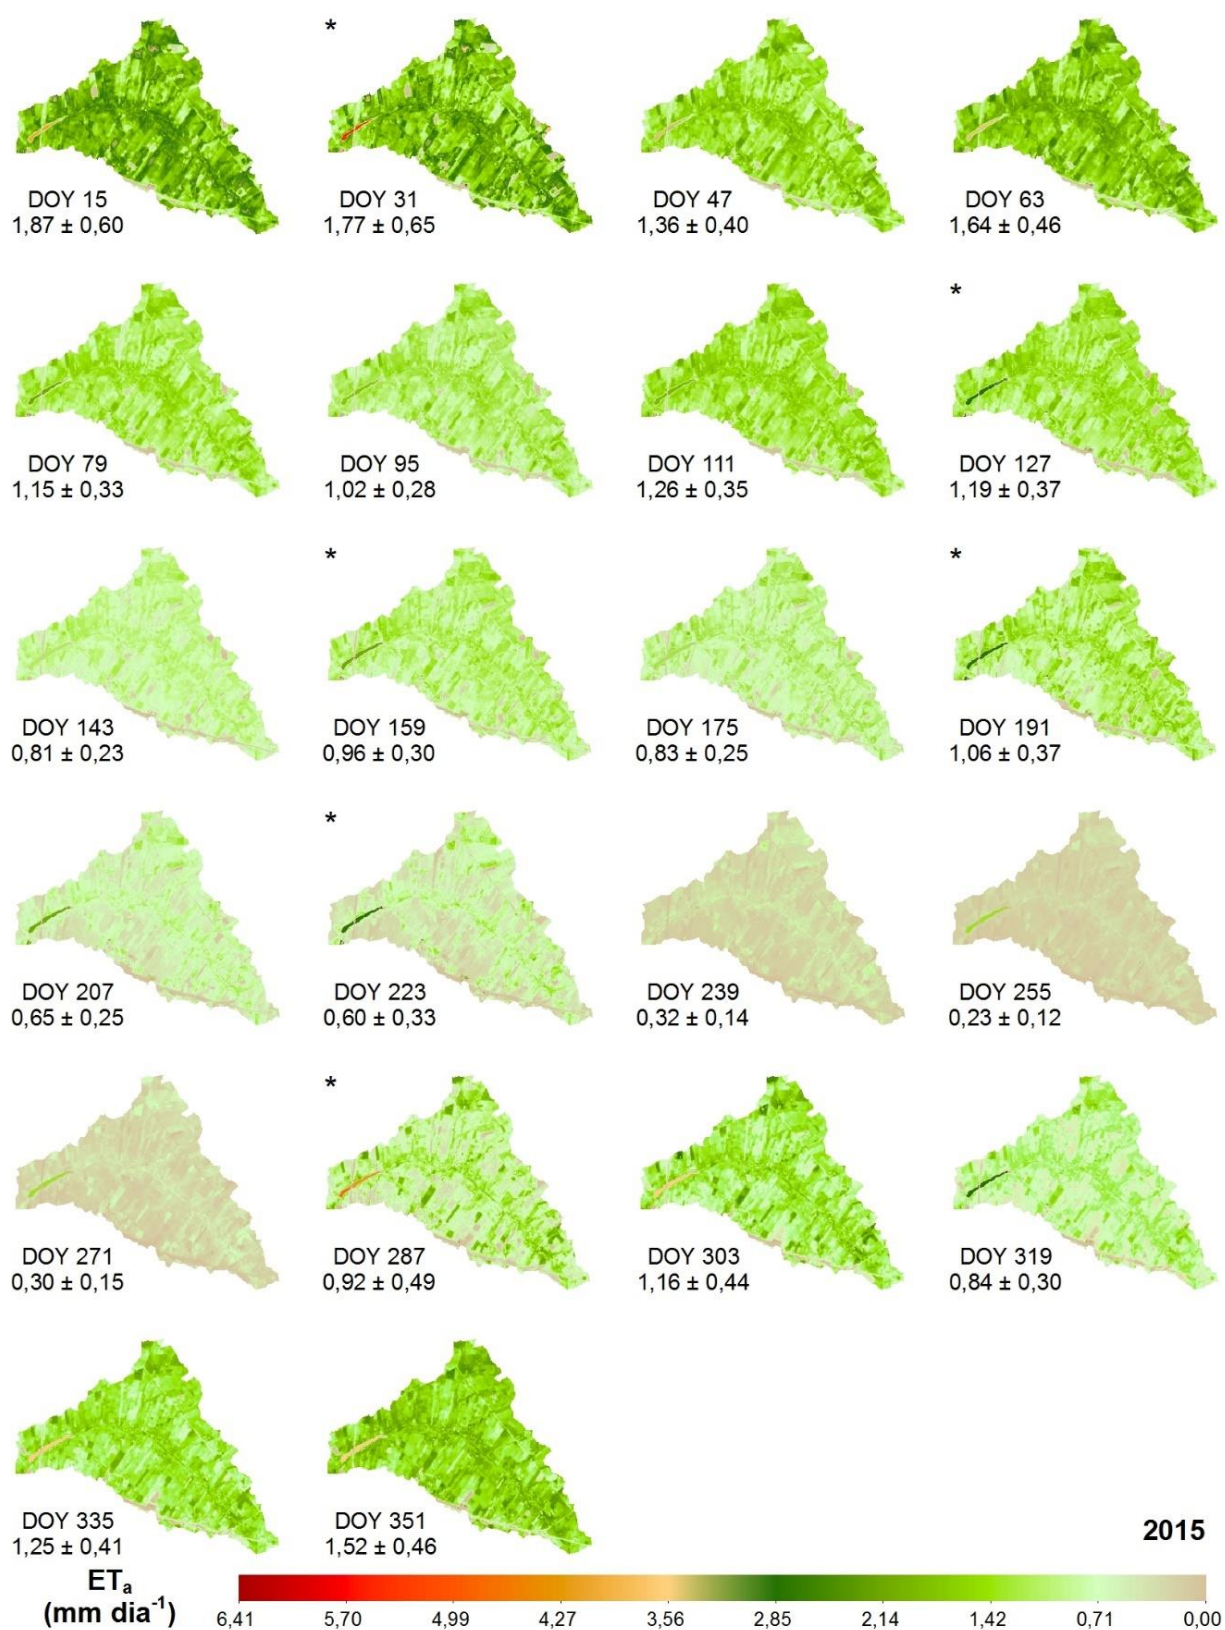 *
DOY 15
1,87 ± 0,60
DOY 31
1,77 ± 0,65
DOY 47
1,36 ± 0,40
DOY 63
1,64 ± 0,46
*
DOY 79
1,15 ± 0,33
DOY 95
1,02 ± 0,28
DOY 111
1,26 ± 0,35
DOY 127
1,19 ± 0,37
*
*
DOY 143
0,81 ± 0,23
DOY 159
0,96 ± 0,30
DOY 175
0,83 ± 0,25
DOY 191
1,06 ± 0,37
*
DOY 207
0,65 ± 0,25
DOY 223
0,60 ± 0,33
DOY 239
0,32 ± 0,14
DOY 255
0,23 ± 0,12
*
DOY 271
0,30 ± 0,15
DOY 287
0,92 ± 0,49
DOY 303
1,16 ± 0,44
DOY 319
0,84 ± 0,30
DOY 335
1,25 ± 0,41
DOY 351
1,52 ± 0,46
2015
ETₐ
(mm dia⁻¹)
6,41 5,70 4,99 4,27 3,56 2,85 2,14 1,42 0,71 0,00